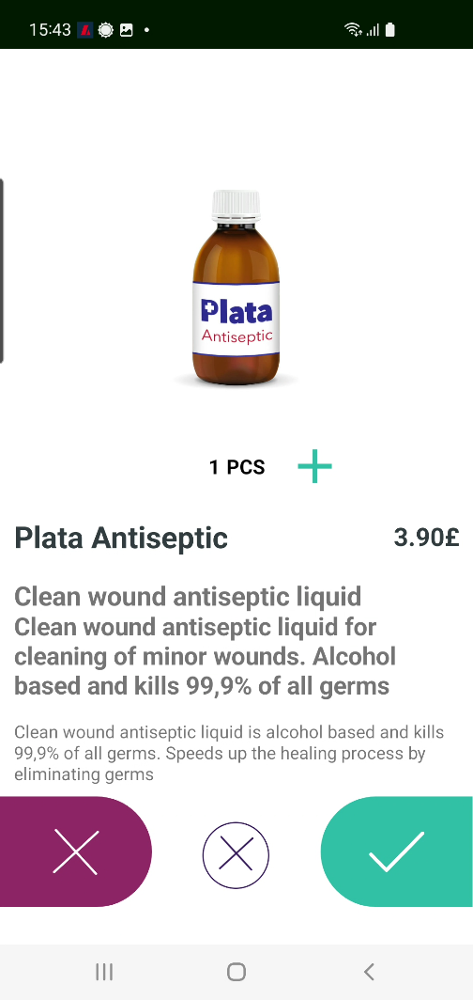 15:43
Plata
Antiseptic
1 PCS
Plata Antiseptic 3.90£
Clean wound antiseptic liquid
Clean wound antiseptic liquid for
cleaning of minor wounds. Alcohol
based and kills 99,9% of all germs
Clean wound antiseptic liquid is alcohol based and kills
99,9% of all germs. Speeds up the healing process by
eliminating germs